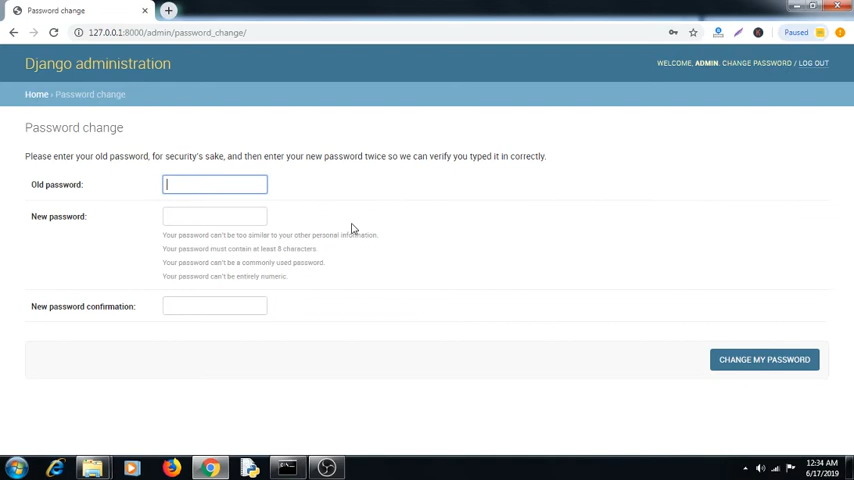 Password change
127.0.0.1:8000/admin/password_change/
Paused
Django administration
WELCOME, ADMIN. CHANGE PASSWORD / LOG OUT
Home › Password change
Password change
Please enter your old password, for security's sake, and then enter your new password twice so we can verify you typed it in correctly.
Old password:
New password:
Your password can't be too similar to your other personal information.
Your password must contain at least 8 characters.
Your password can't be a commonly used password.
Your password can't be entirely numeric.
New password confirmation:
CHANGE MY PASSWORD
12:34 AM
6/17/2019